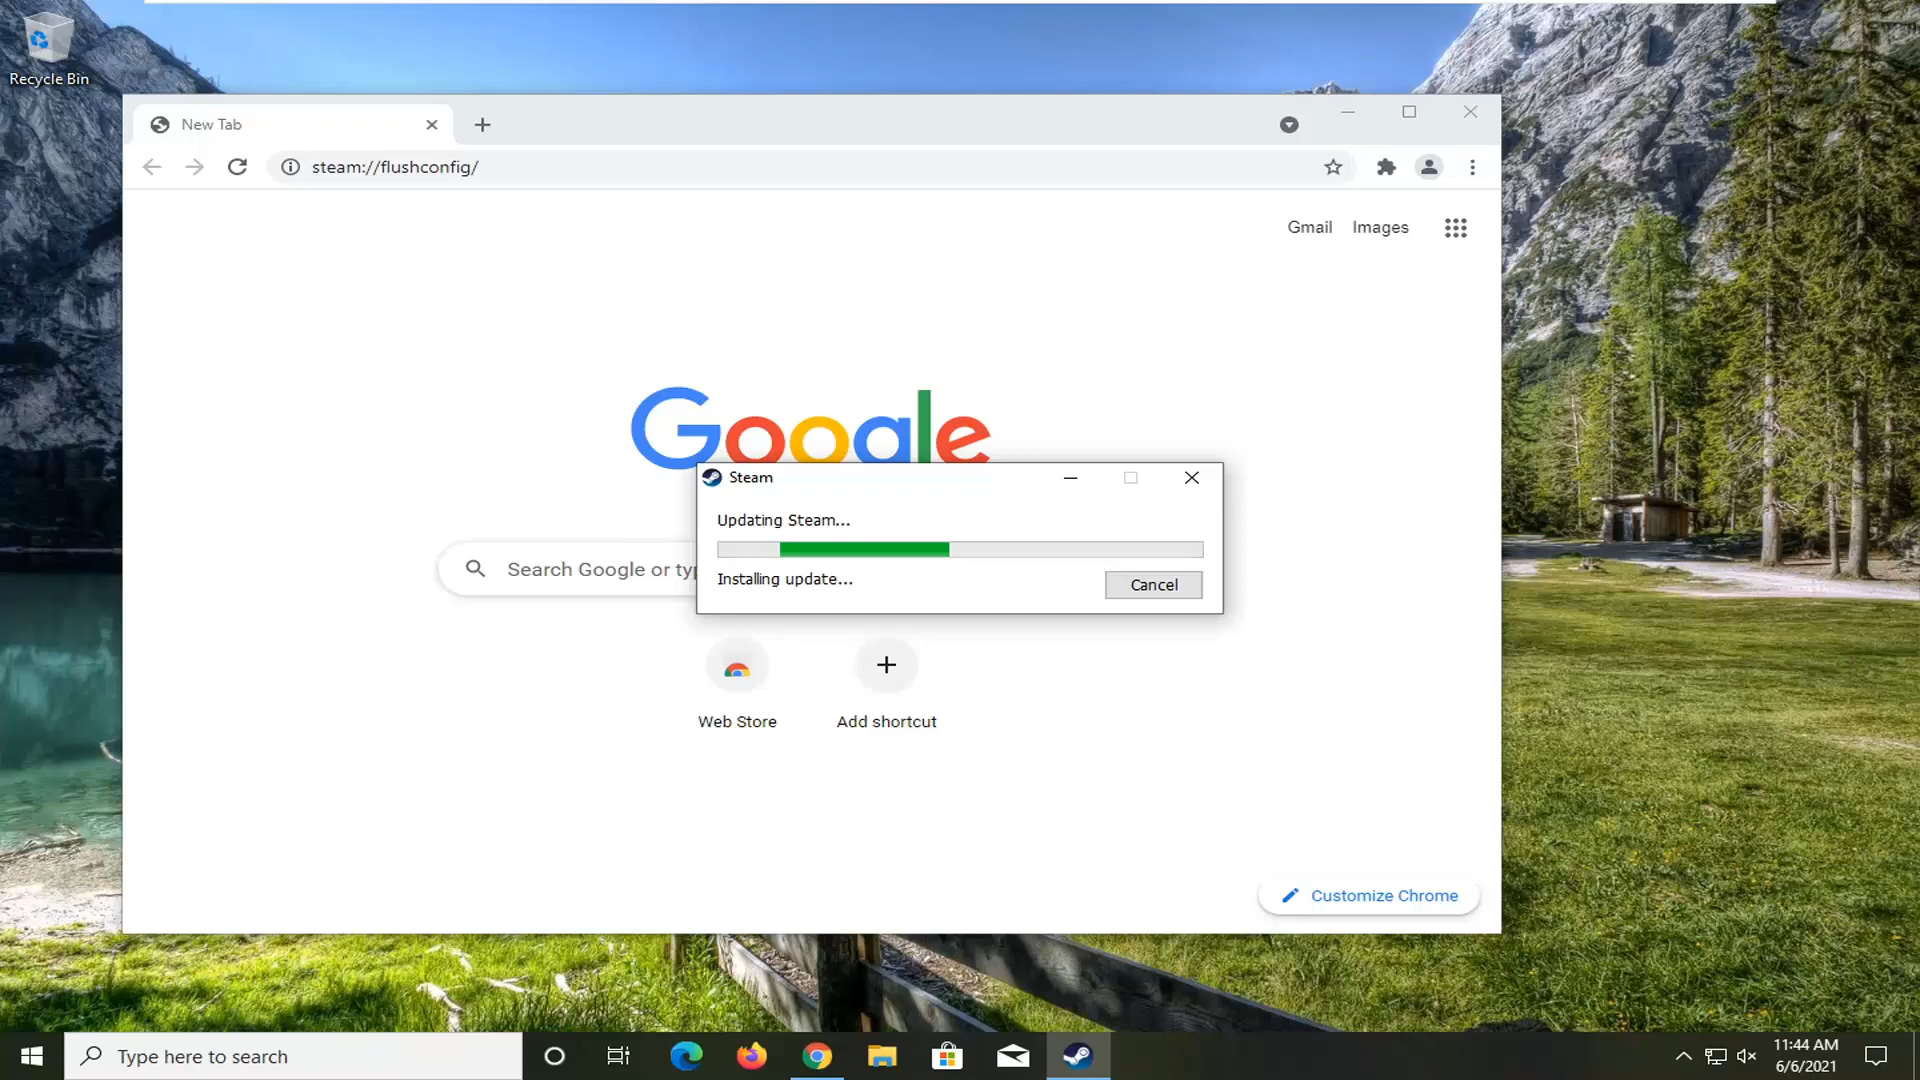 Recycle Bin
New Tab
steam://flushconfig/
Gmail Images
Google
Steam
Updating Steam...
Search Google or typ
Installing update...
Cancel
Web Store
Add shortcut
Customize Chrome
Type here to search
11:44 AM
6/6/2021